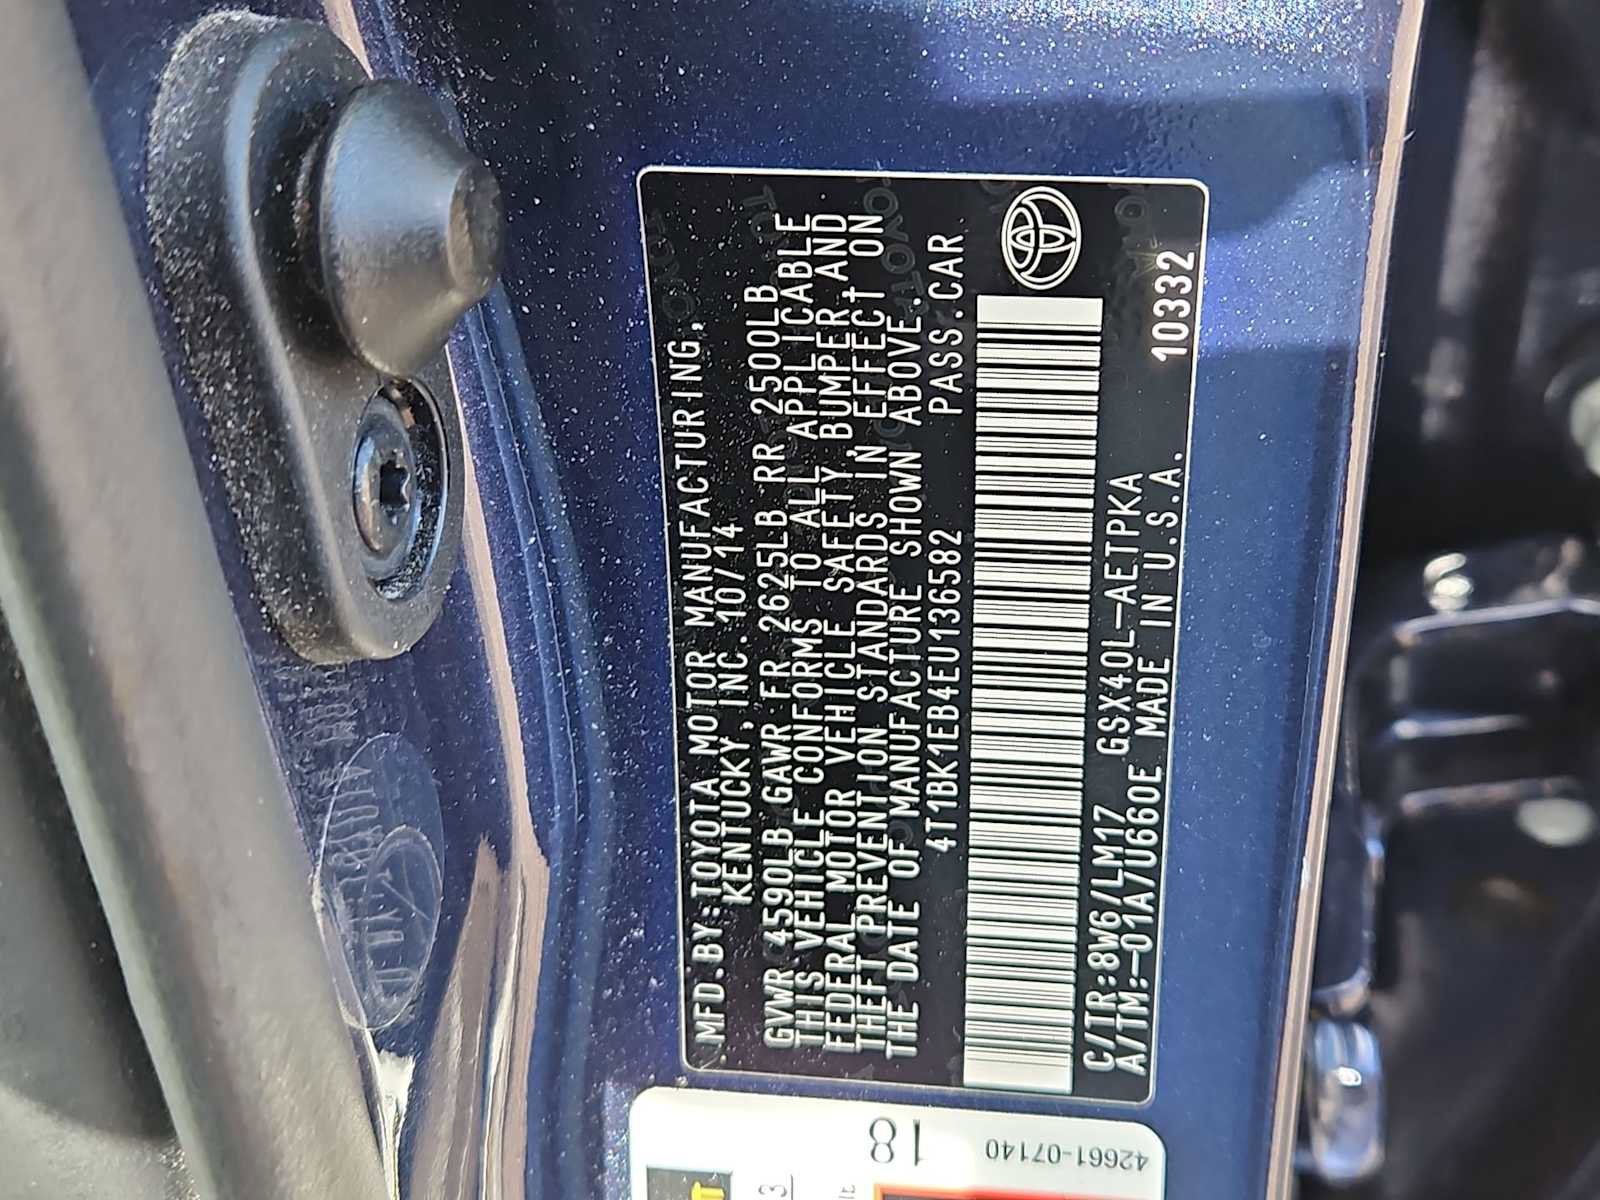 MFD.BY:TOYOTA MOTOR MANUFACTURING,
KENTUCKY, INC. 10/14
GVWR 4590LB GAWR FR 2625LB RR 2500LB
THIS VEHICLE CONFORMS TO ALL APPLICABLE
FEDERAL MOTOR VEHICLE SAFETY, BUMPER, AND
THEFT PREVENTION STANDARDS IN EFFECT ON
THE DATE OF MANUFACTURE SHOWN ABOVE.
4T1BK1EB4EU136582 PASS.CAR
C/TR:8W6/LM17 GSX40L-AETPKA
A/TM:-01A/U660E MADE IN U.S.A.
10332
18
42661-07140
3